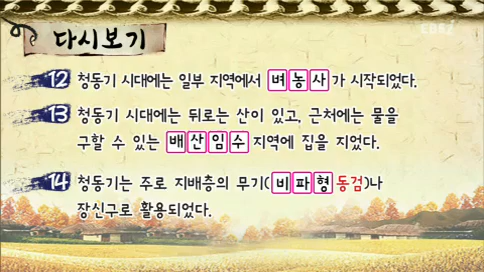 EBS2
다시보기
12 청동기 시대에는 일부 지역에서 벼농사가 시작되었다.
13 청동기 시대에는 뒤로는 산이 있고, 근처에는 물을
구할 수 있는 배산임수 지역에 집을 지었다.
14 청동기는 주로 지배층의 무기(비파형동검)나
장신구로 활용되었다.